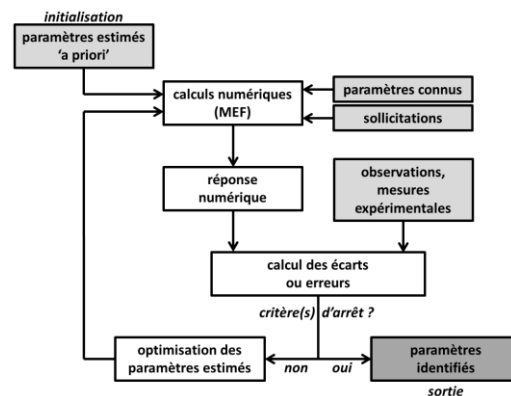 initialisation
paramètres estimés
‘a priori’
calculs numériques
(MEF)
paramètres connus
sollicitations
réponse
numérique
observations,
mesures
expérimentales
calcul des écarts
ou erreurs
critère(s) d’arrêt ?
optimisation des
paramètres estimés
non oui
paramètres
identifiés
sortie